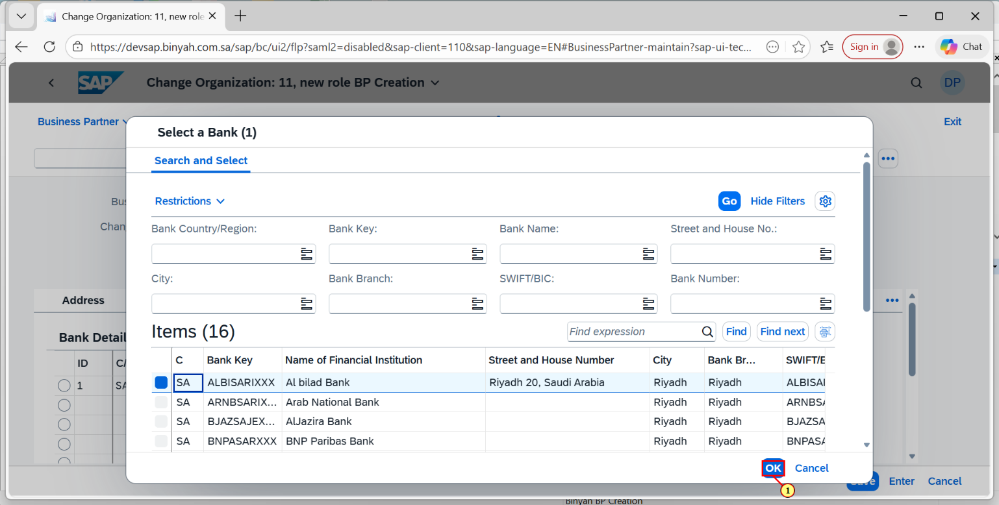 Change Organization: 11, new role
https://devsap.binyah.com.sa/sap/bc/ui2/flp?saml2=disabled&sap-client=110&sap-language=EN#BusinessPartner-maintain?sap-ui-tec...
Sign in
Chat
SAP
Change Organization: 11, new role BP Creation
DP
Business Partner
Exit
Select a Bank (1)
Search and Select
Restrictions
Go
Hide Filters
Bank Country/Region:
Bank Key:
Bank Name:
Street and House No.:
City:
Bank Branch:
SWIFT/BIC:
Bank Number:
Address
Bank Detail
ID
1
Items (16)
Find expression
Find
Find next
C Bank Key Name of Financial Institution Street and House Number City Bank Br... SWIFT/B
SA ALBISARIXXX Al bilad Bank Riyadh 20, Saudi Arabia Riyadh Riyadh ALBISAI
SA ARNBSARIX... Arab National Bank Riyadh Riyadh ARNBSA
SA BJAZSAJEX... AlJazira Bank Riyadh Riyadh BJAZSA
SA BNPASARXXX BNP Paribas Bank Riyadh Riyadh BNPASA
OK
Cancel
1
Save
Enter
Cancel
Binyah BP Creation